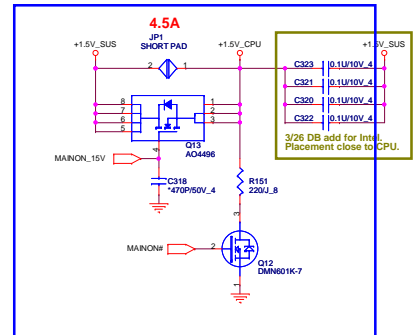 4.5A
JP1
SHORT PAD
+1.5V_SUS
+1.5V_CPU
+1.5V_SUS
2
1
C323
0.1U/10V_4
C321
0.1U/10V_4
C320
0.1U/10V_4
C322
0.1U/10V_4
3/26 DB add for Intel.
Placement close to CPU.
8
7
6
5
1
2
3
4
Q13
AO4496
MAINON_15V
C318
*470P/50V_4
R151
220/J_8
3
MAINON#
2
Q12
DMN601K-7
1